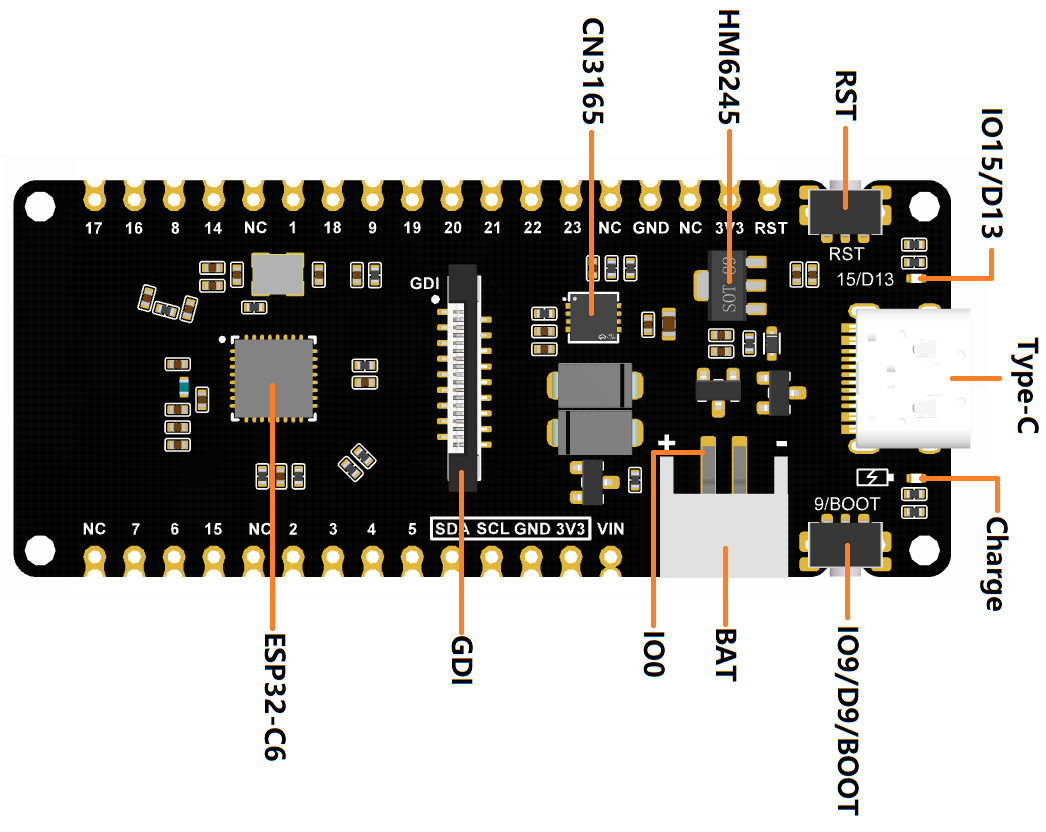 CN3165
HM6245
RST
IO15/D13
17 16 8 14 NC 1 18 9 19 20 21 22 23 NC GND NC 3V3 RST
RST
15/D13
GDI
Type-C
+ -
9/BOOT
NC 7 6 15 NC 2 3 4 5 SDA SCL GND 3V3 VIN
Charge
ESP32-C6
GDI
IO0
BAT
IO9/D9/BOOT